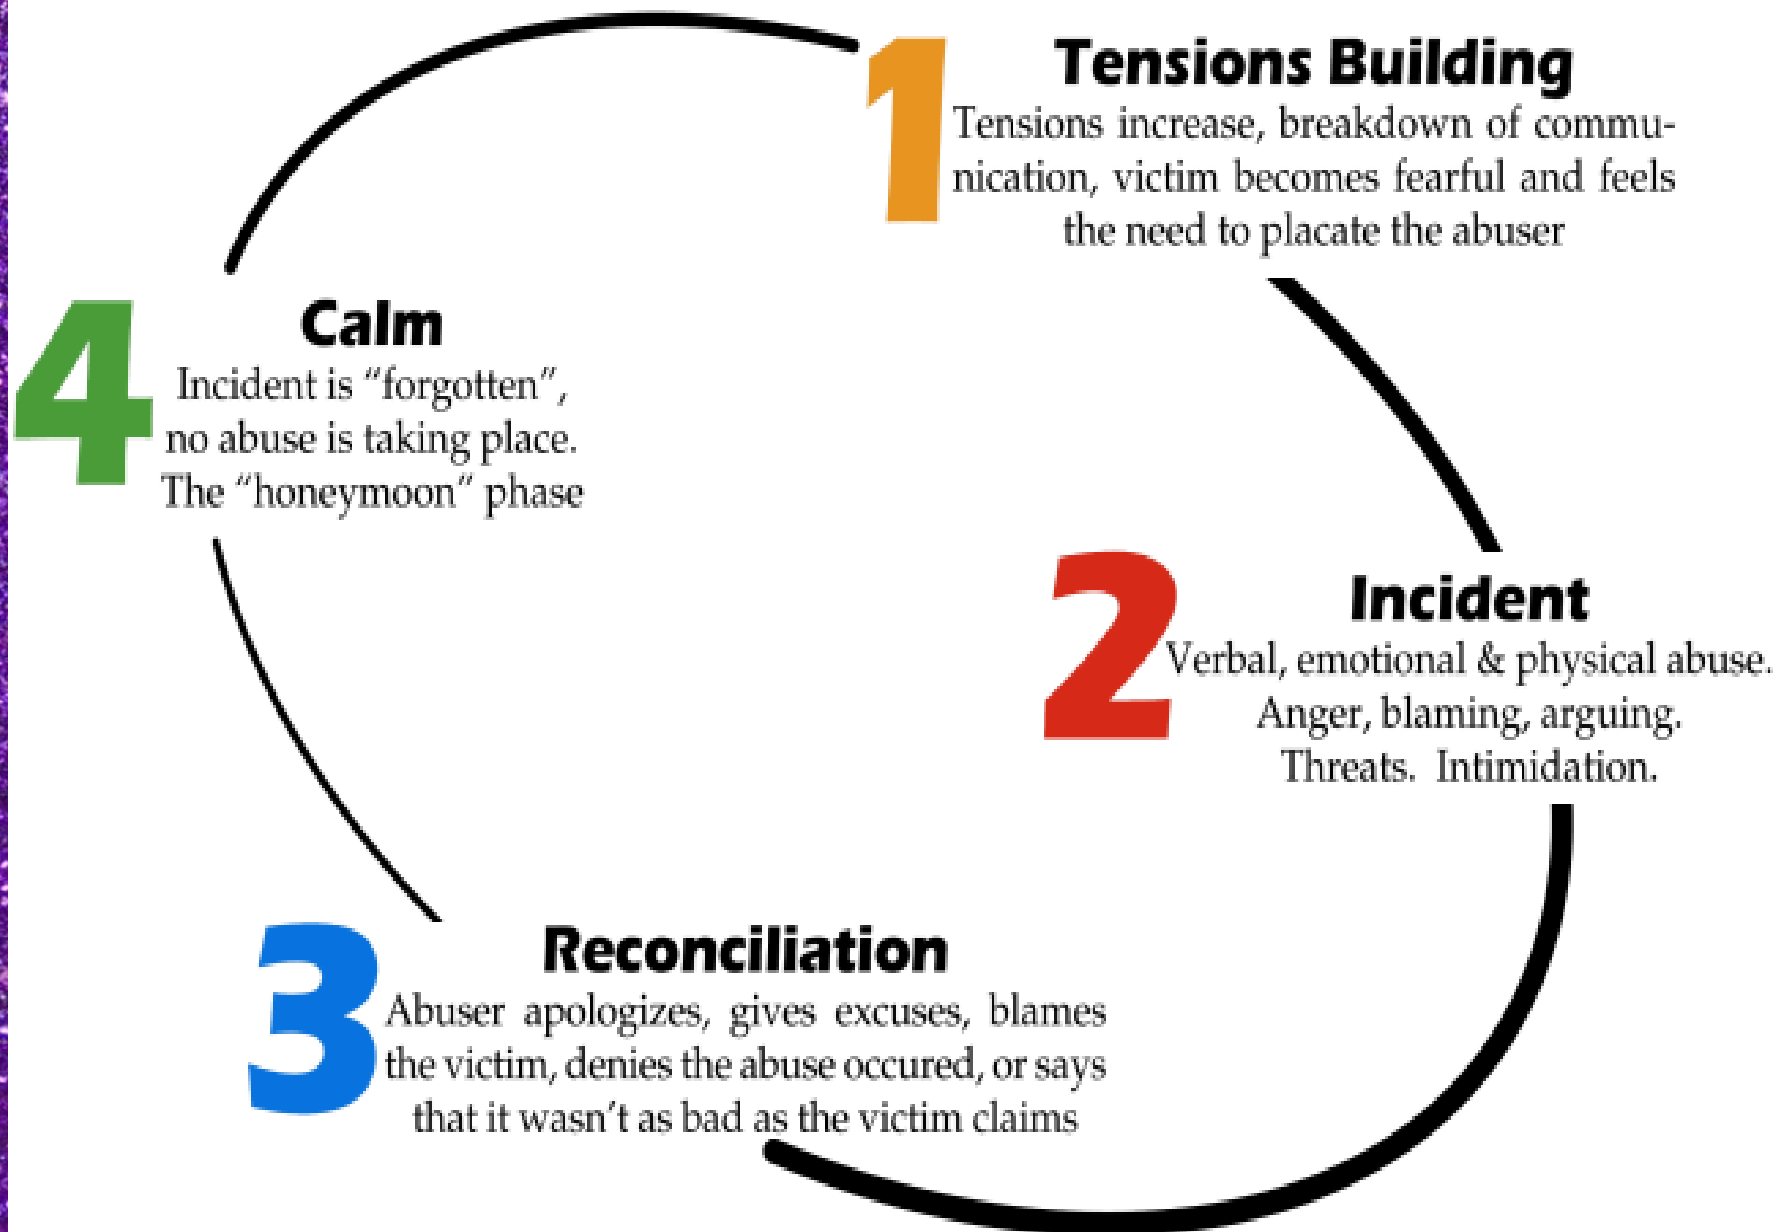 1
Tensions Building
Tensions increase, breakdown of commu-
nication, victim becomes fearful and feels
the need to placate the abuser
2
Incident
Verbal, emotional & physical abuse.
Anger, blaming, arguing.
Threats.  Intimidation.
3
Reconciliation
Abuser apologizes, gives excuses, blames
the victim, denies the abuse occured, or says
that it wasn't as bad as the victim claims
4
Calm
Incident is “forgotten”,
no abuse is taking place.
The “honeymoon” phase